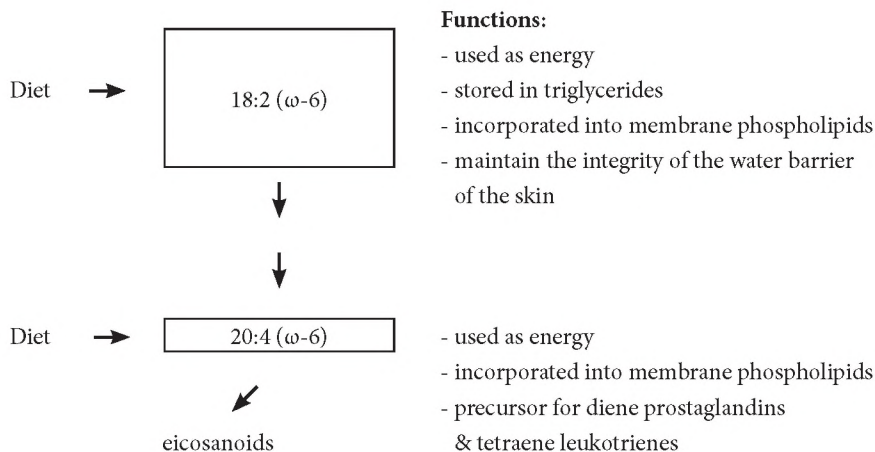 Functions:
- used as energy
Diet
18:2 (ω-6)
- stored in triglycerides
- incorporated into membrane phospholipids
- maintain the integrity of the water barrier
of the skin
Diet
20:4 (ω-6)
- used as energy
- incorporated into membrane phospholipids
- precursor for diene prostaglandins
& tetraene leukotrienes
eicosanoids